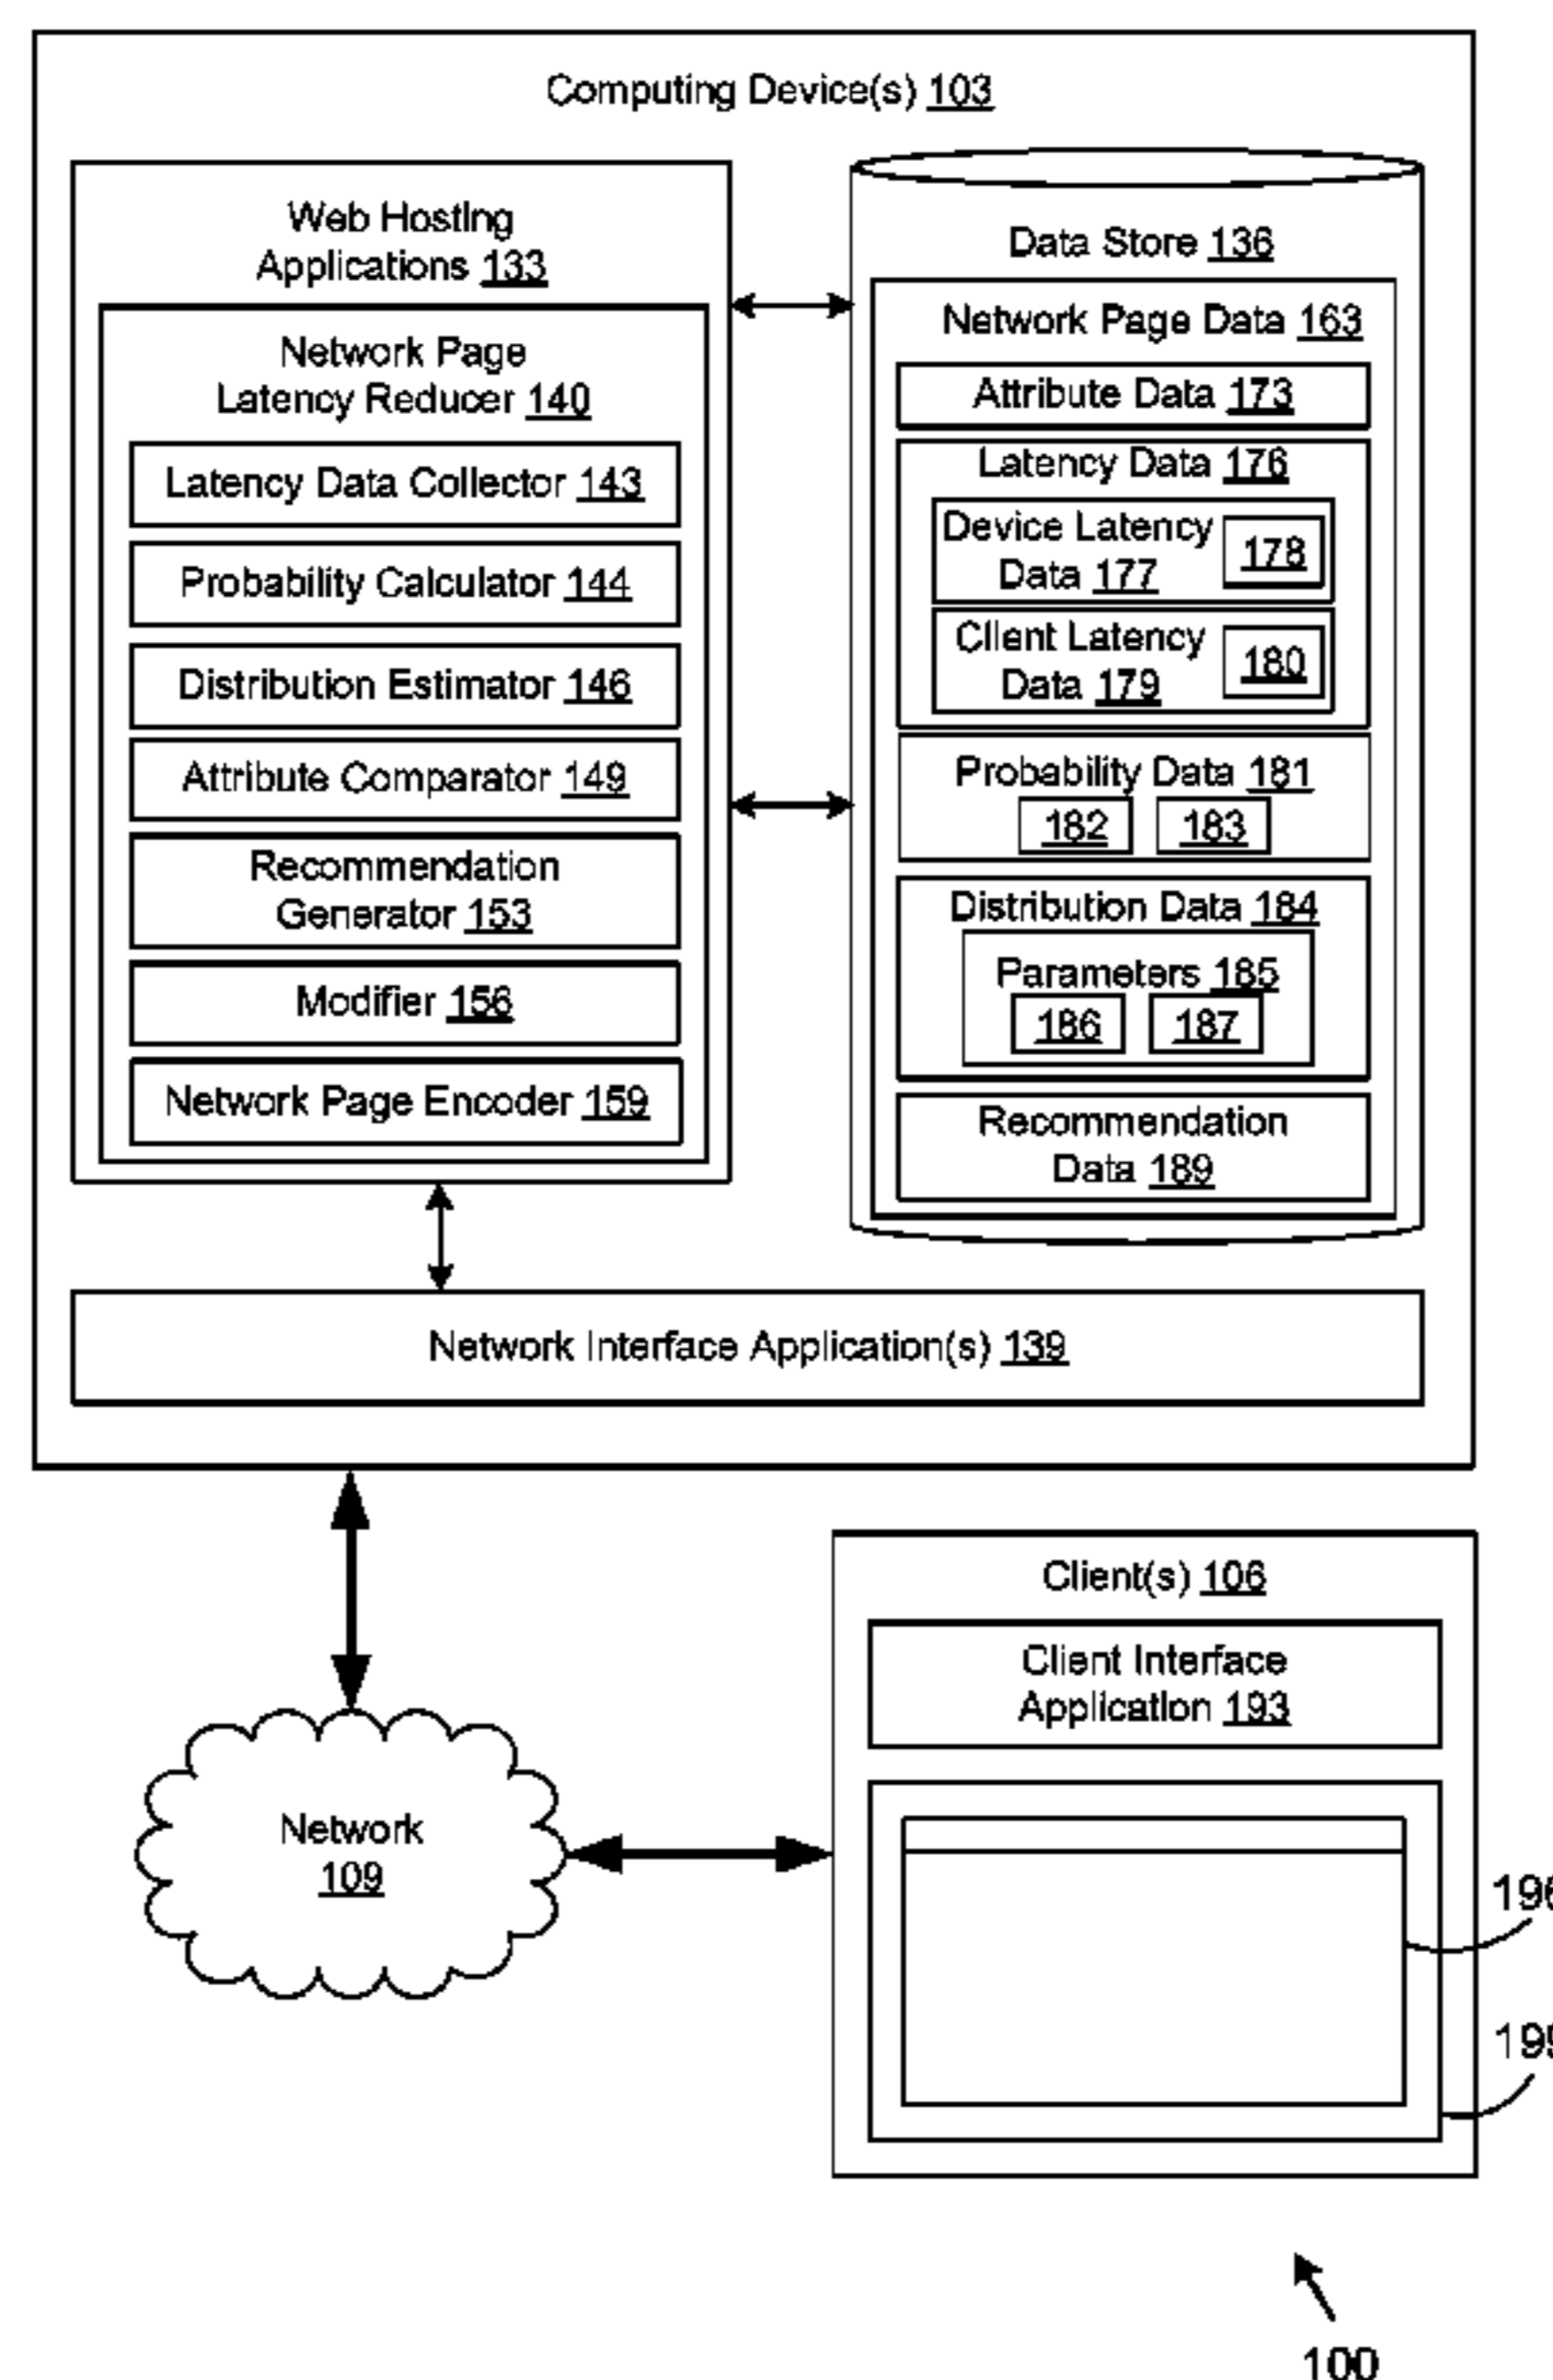 Computing Device(s) 103
Web Hosting
Applications 133
Network Page
Latency Reducer 140
Latency Data Collector 143
Probability Calculator 144
Distribution Estimator 146
Attribute Comparator 149
Recommendation
Generator 153
Modifier 156
Network Page Encoder 159
Data Store 136
Network Page Data 163
Attribute Data 173
Latency Data 176
Device Latency
Data 177
178
Client Latency
Data 179
180
Probability Data 181
182 183
Distribution Data 184
Parameters 185
186 187
Recommendation
Data 189
Network Interface Application(s) 139
Client(s) 106
Client Interface
Application 193
Network
109
100